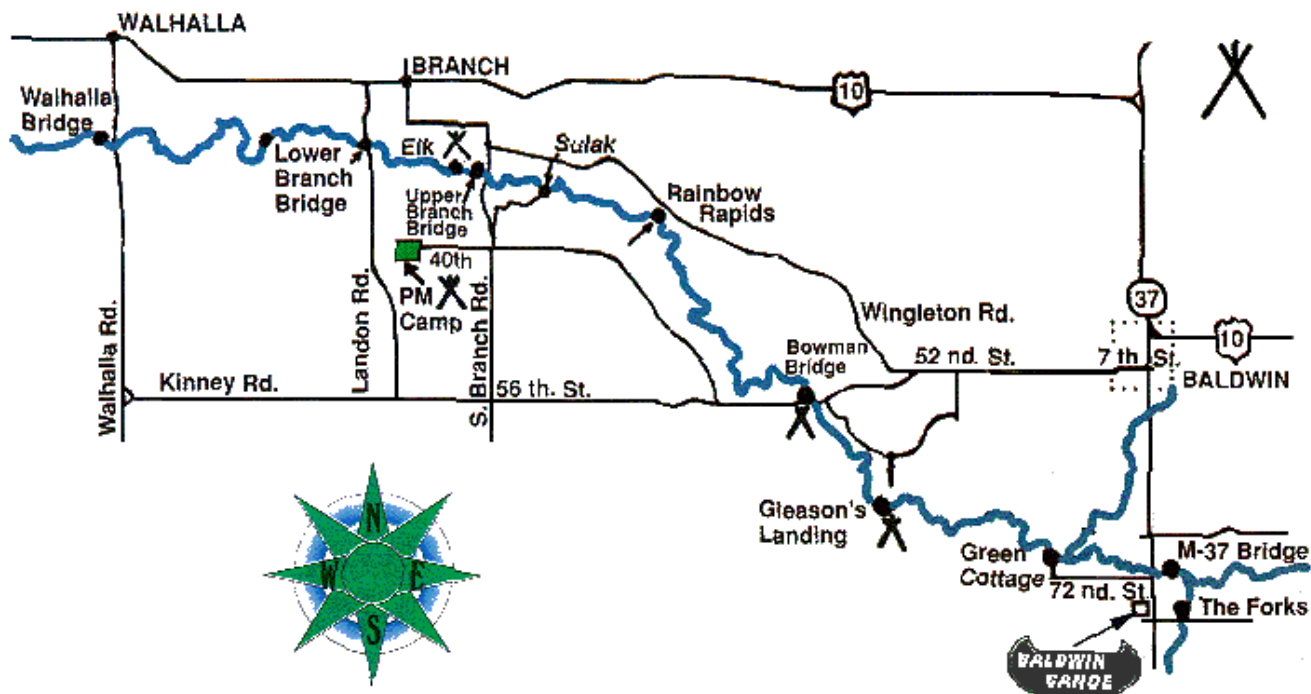 WALHALLA
BRANCH
10
Walhalla
Bridge
Lower
Branch
Bridge
Elk
Sulak
Upper
Branch
Bridge
Rainbow
Rapids
40th
PM
Camp
Walhalla Rd.
Landon Rd.
S. Branch Rd.
Kinney Rd.
56 th. St.
Wingleton Rd.
Bowman
Bridge
52 nd. St.
7 th. St.
37
10
BALDWIN
Gleason's
Landing
Green
Cottage
M-37 Bridge
72 nd. St.
The Forks
BALDWIN
CANOE
N
W E
S